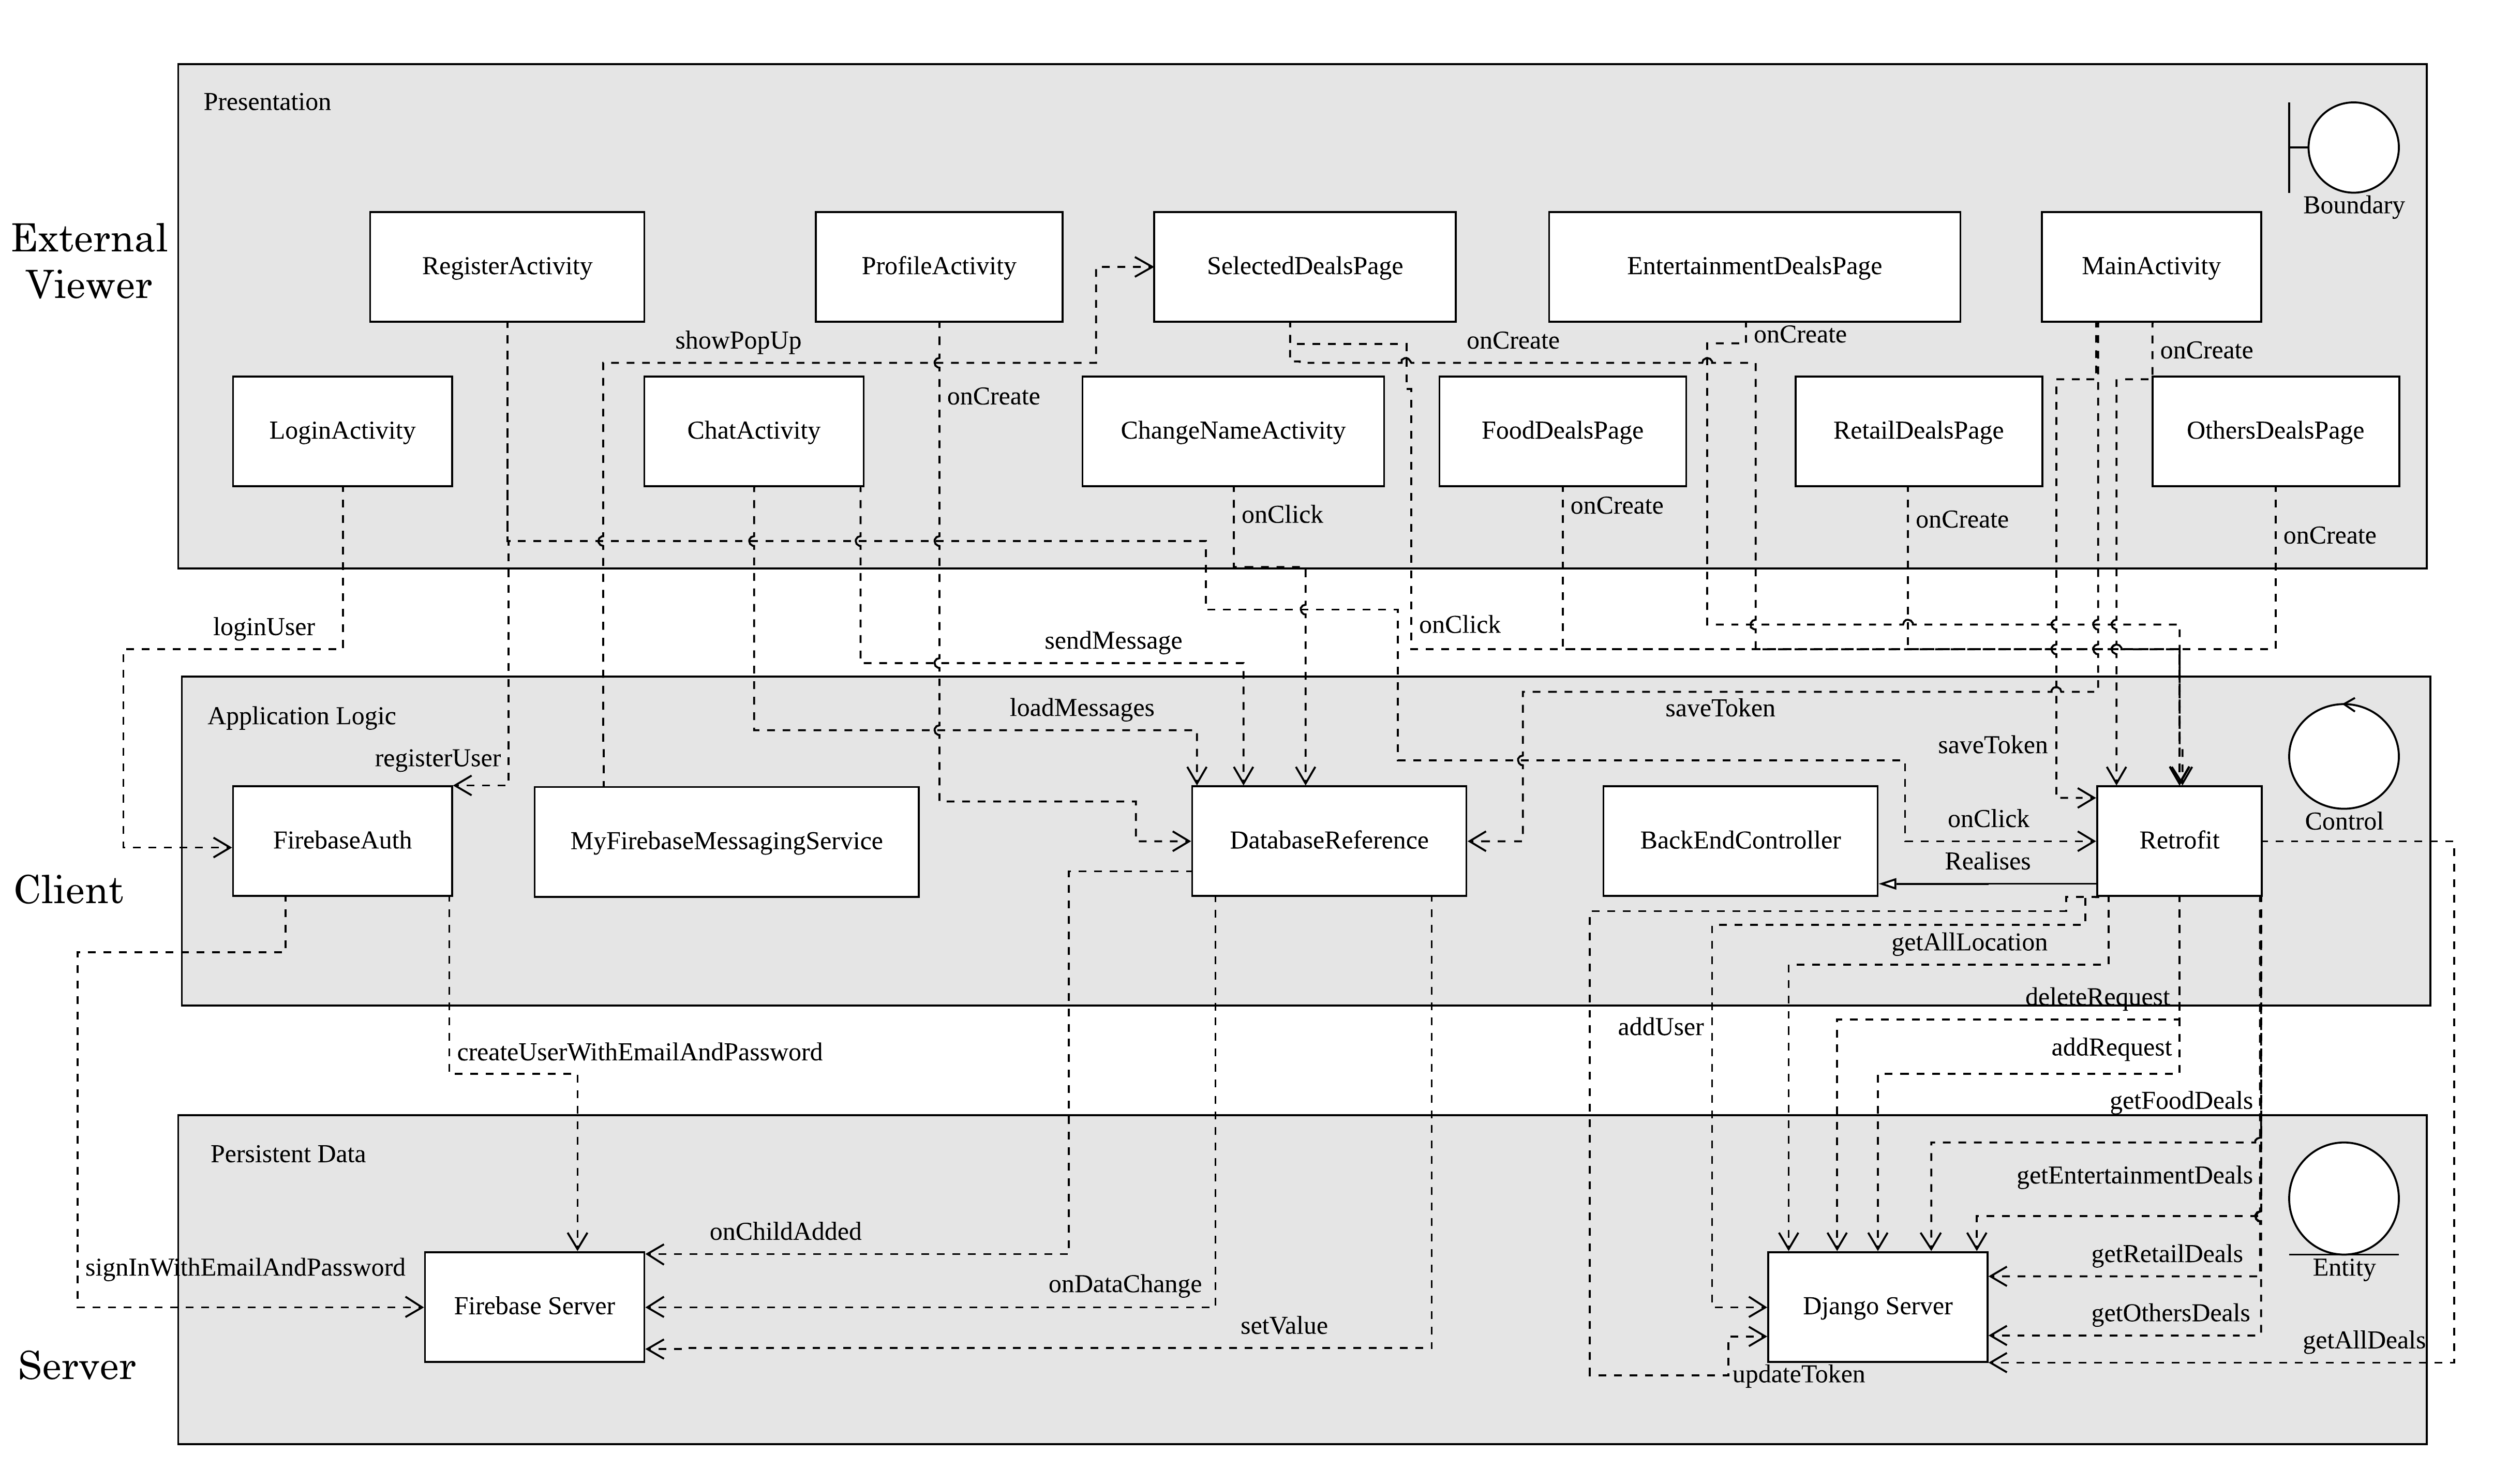 Presentation
Boundary
External
Viewer
RegisterActivity
ProfileActivity
SelectedDealsPage
EntertainmentDealsPage
MainActivity
showPopUp
onCreate
onCreate
onCreate
onCreate
LoginActivity
ChatActivity
ChangeNameActivity
FoodDealsPage
RetailDealsPage
OthersDealsPage
onClick
onCreate
onCreate
onCreate
loginUser
sendMessage
onClick
Application Logic
loadMessages
saveToken
registerUser
saveToken
FirebaseAuth
MyFirebaseMessagingService
DatabaseReference
BackEndController
onClick
Retrofit
Control
Realises
Client
getAllLocation
deleteRequest
addUser
createUserWithEmailAndPassword
addRequest
getFoodDeals
Persistent Data
getEntertainmentDeals
onChildAdded
getRetailDeals
signInWithEmailAndPassword
Entity
onDataChange
Firebase Server
Django Server
getOthersDeals
setValue
getAllDeals
Server
updateToken